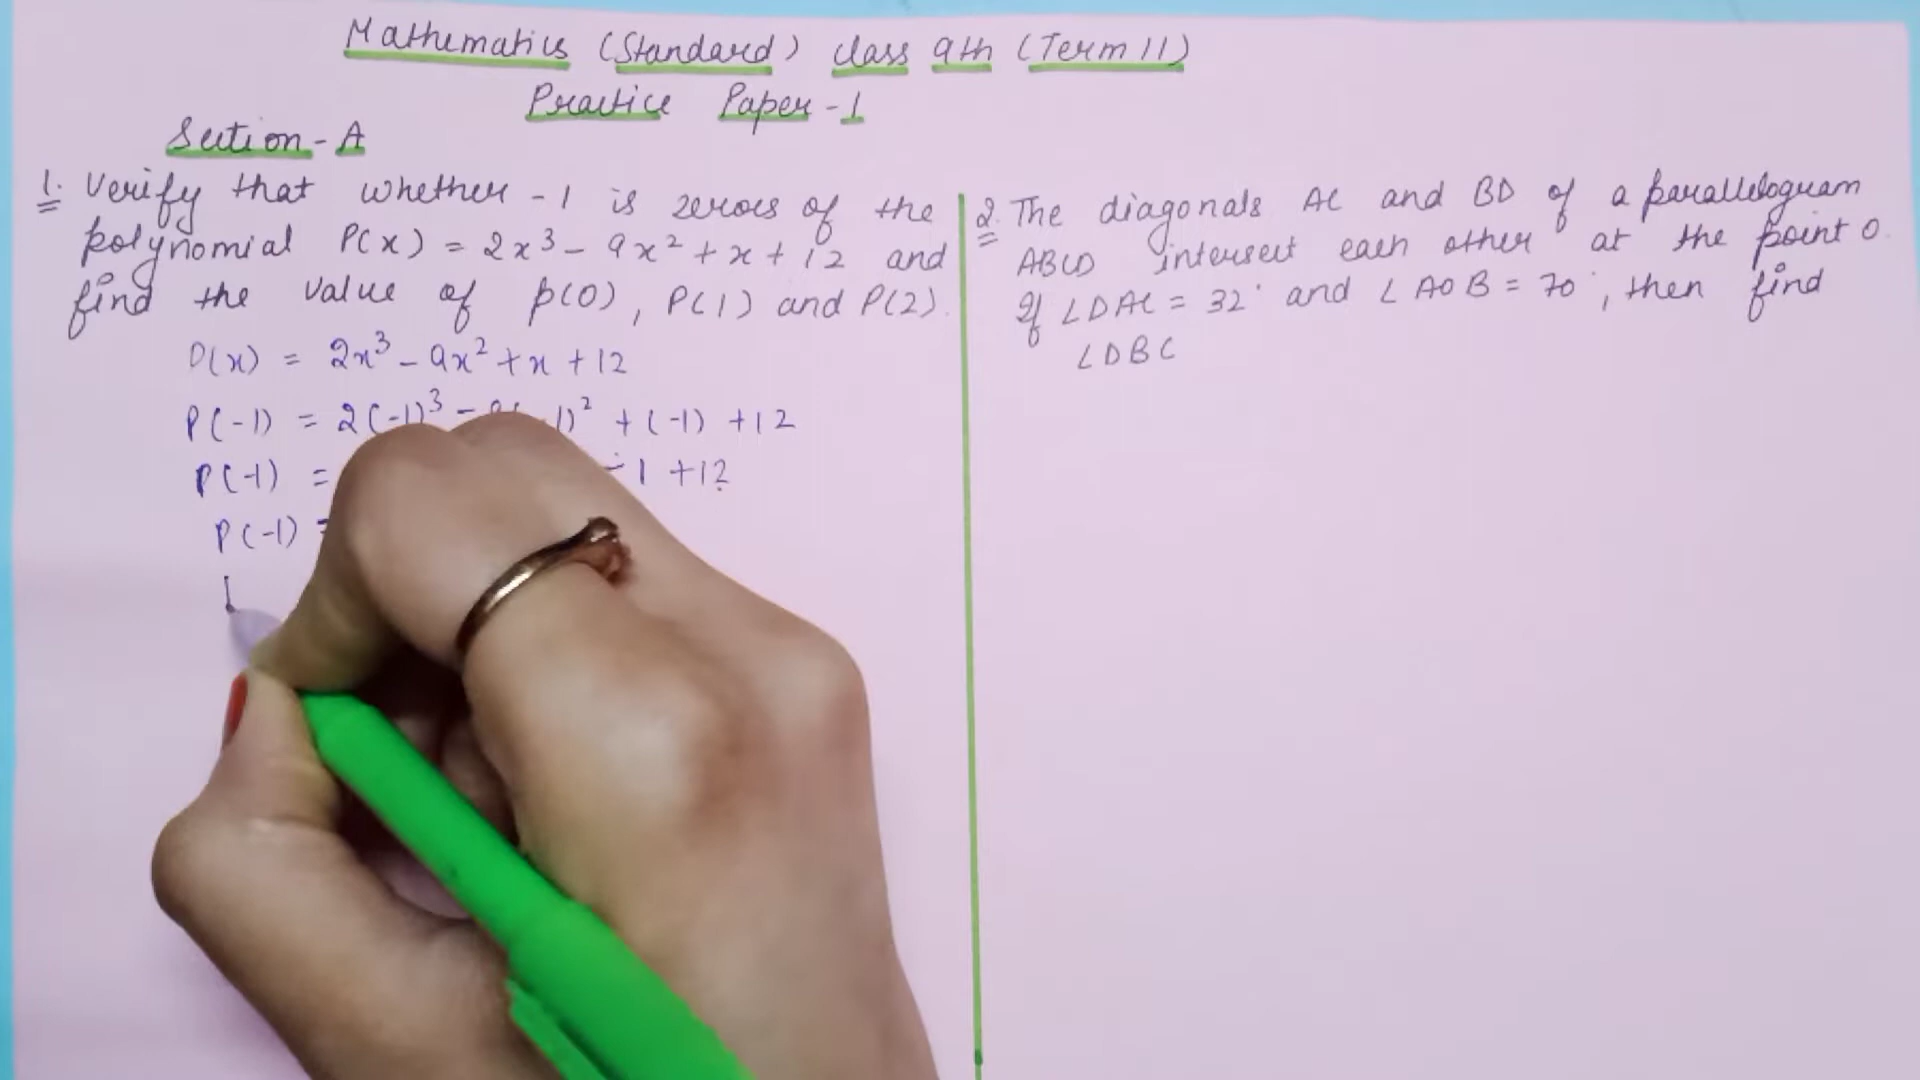 Mathematics (Standard) class 9th (Term II)
Practice Paper - 1
Section - A
1. Verify that whether -1 is zeroes of the
polynomial P(x) = 2x³ - 9x² + x + 12 and
find the value of p(0), P(1) and P(2).
P(x) = 2x³ - 9x² + x + 12
P(-1) = 2(-1)³ - 9(-1)² + (-1) + 12
P(-1) = - 1 + 12
P(-1) =
2. The diagonals AC and BD of a parallelogram
ABCD intersect each other at the point O.
If ∠DAC = 32° and ∠AOB = 70°, then find
∠DBC